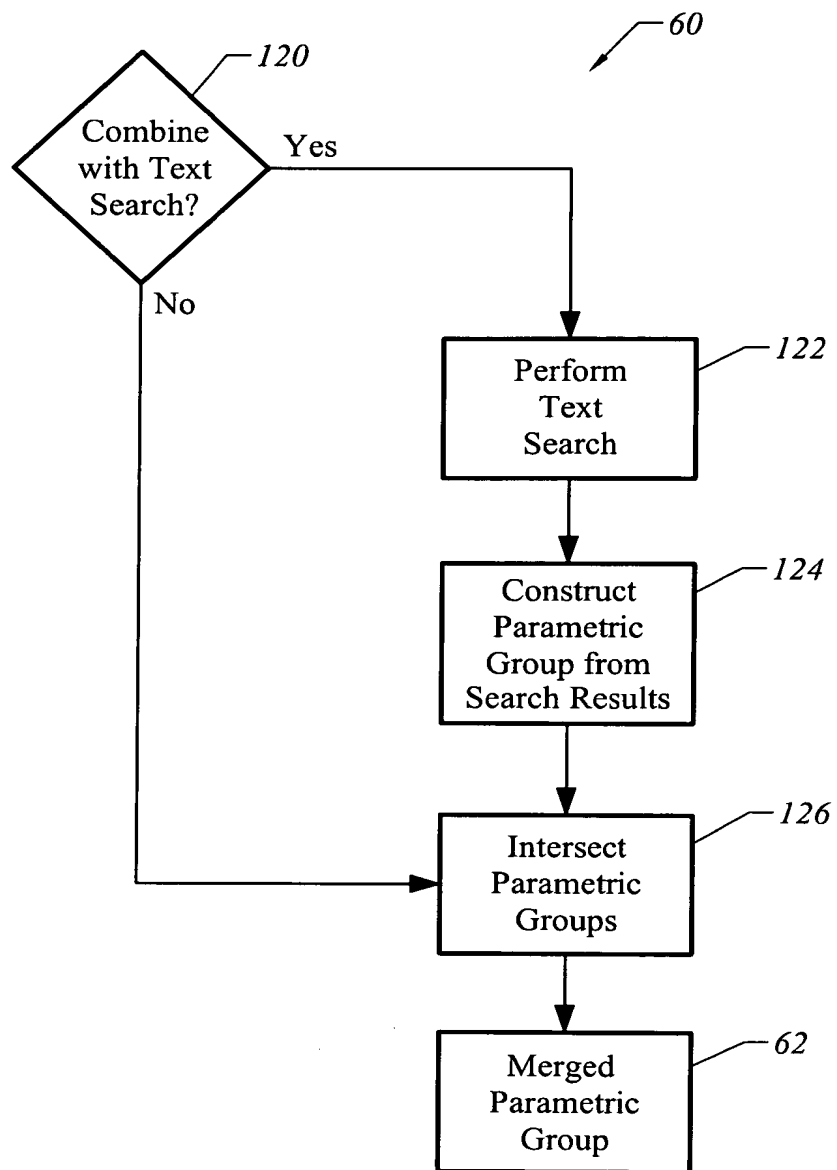 60
120
Combine
with Text
Search?
Yes
No
122
Perform
Text
Search
124
Construct
Parametric
Group from
Search Results
126
Intersect
Parametric
Groups
62
Merged
Parametric
Group